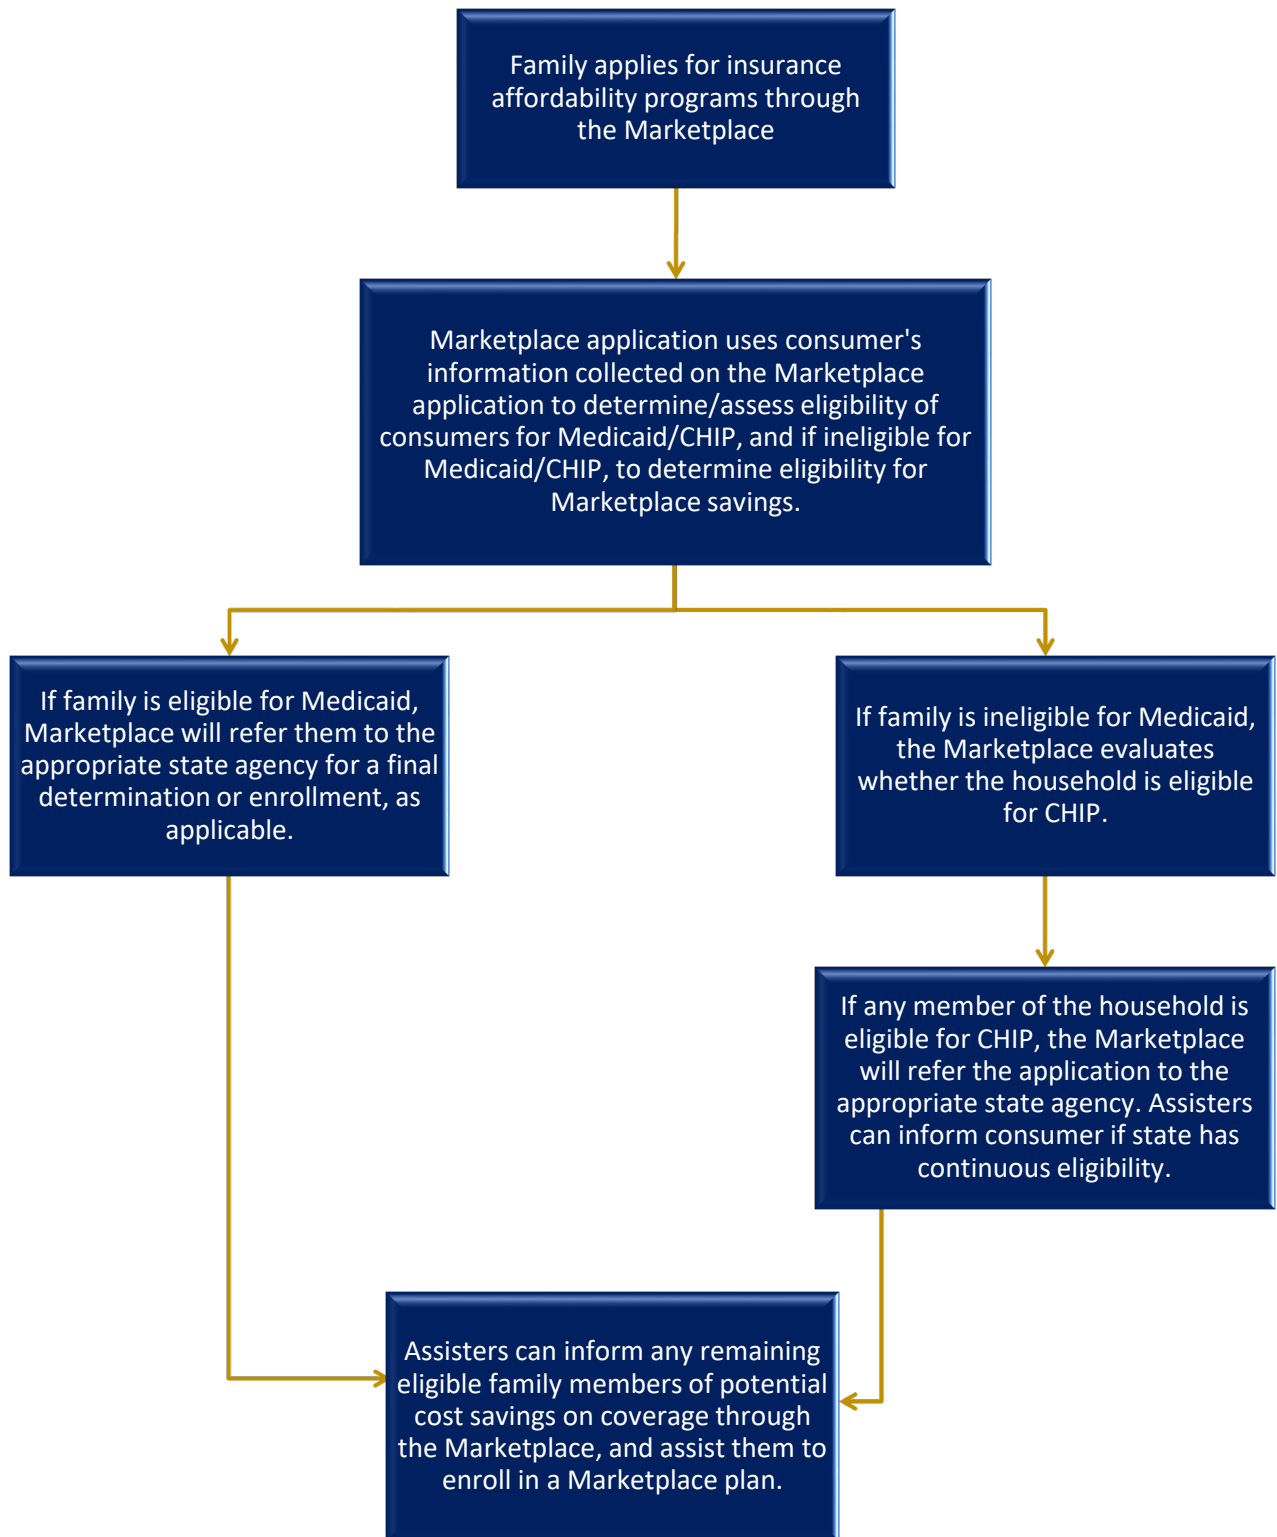 Family applies for insurance
affordability programs through
the Marketplace
Marketplace application uses consumer's
information collected on the Marketplace
application to determine/assess eligibility of
consumers for Medicaid/CHIP, and if ineligible for
Medicaid/CHIP, to determine eligibility for
Marketplace savings.
If family is eligible for Medicaid,
Marketplace will refer them to the
appropriate state agency for a final
determination or enrollment, as
applicable.
If family is ineligible for Medicaid,
the Marketplace evaluates
whether the household is eligible
for CHIP.
If any member of the household is
eligible for CHIP, the Marketplace
will refer the application to the
appropriate state agency. Assisters
can inform consumer if state has
continuous eligibility.
Assisters can inform any remaining
eligible family members of potential
cost savings on coverage through
the Marketplace, and assist them to
enroll in a Marketplace plan.